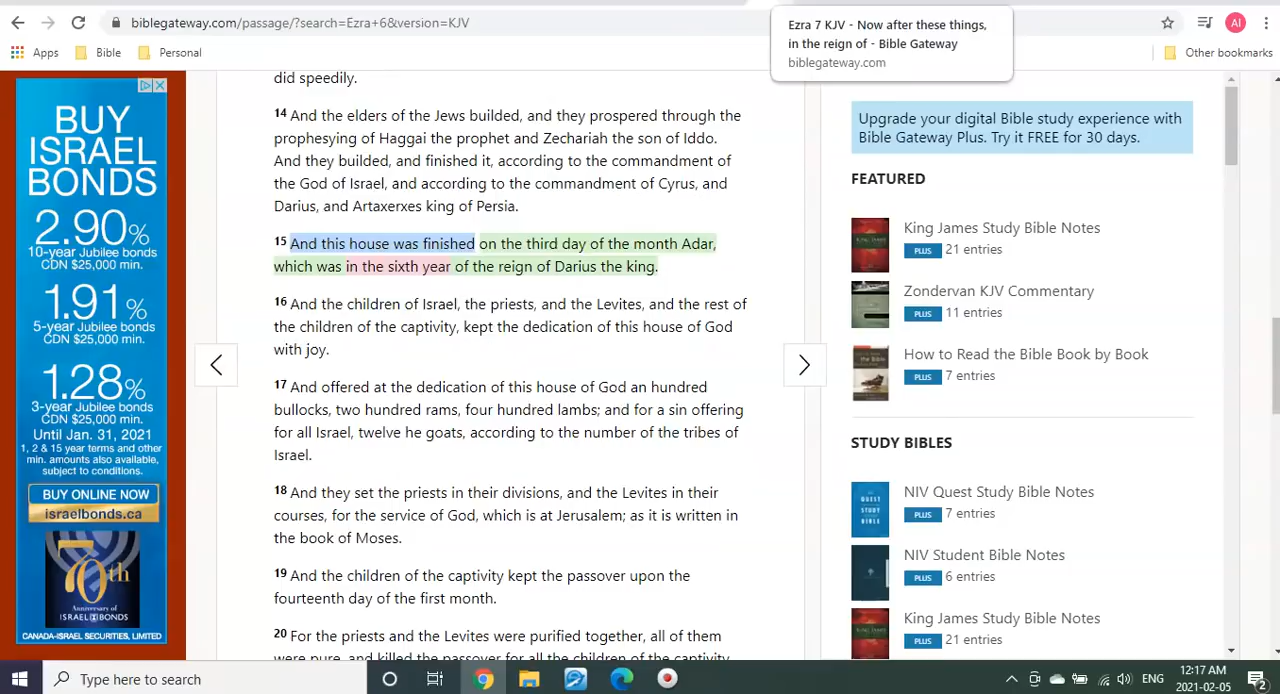 biblegateway.com/passage/?search=Ezra+6&version=KJV
AI
Apps
Bible
Personal
Other bookmarks
Ezra 7 KJV - Now after these things,
in the reign of - Bible Gateway
biblegateway.com
BUY
ISRAEL
BONDS
2.90%
10-year Jubilee bonds
CDN $25,000 min.
1.91%
5-year Jubilee bonds
CDN $25,000 min.
1.28%
3-year Jubilee bonds
CDN $25,000 min.
Until Jan. 31, 2021
1, 2 & 15 year terms and other
min. amounts also available,
subject to conditions.
BUY ONLINE NOW
israelbonds.ca
70th
Anniversary of
ISRAEL BONDS
CANADA-ISRAEL SECURITIES, LIMITED
did speedily.
14 And the elders of the Jews builded, and they prospered through the
prophesying of Haggai the prophet and Zechariah the son of Iddo.
And they builded, and finished it, according to the commandment of
the God of Israel, and according to the commandment of Cyrus, and
Darius, and Artaxerxes king of Persia.
15 And this house was finished on the third day of the month Adar,
which was in the sixth year of the reign of Darius the king.
16 And the children of Israel, the priests, and the Levites, and the rest of
the children of the captivity, kept the dedication of this house of God
with joy.
17 And offered at the dedication of this house of God an hundred
bullocks, two hundred rams, four hundred lambs; and for a sin offering
for all Israel, twelve he goats, according to the number of the tribes of
Israel.
18 And they set the priests in their divisions, and the Levites in their
courses, for the service of God, which is at Jerusalem; as it is written in
the book of Moses.
19 And the children of the captivity kept the passover upon the
fourteenth day of the first month.
20 For the priests and the Levites were purified together, all of them
were pure, and killed the passover for all the children of the captivity,
Upgrade your digital Bible study experience with
Bible Gateway Plus. Try it FREE for 30 days.
FEATURED
King James Study Bible Notes
PLUS 21 entries
Zondervan KJV Commentary
PLUS 11 entries
How to Read the Bible Book by Book
PLUS 7 entries
STUDY BIBLES
NIV Quest Study Bible Notes
PLUS 7 entries
NIV Student Bible Notes
PLUS 6 entries
King James Study Bible Notes
PLUS 21 entries
Type here to search
ENG
12:17 AM
2021-02-05
2